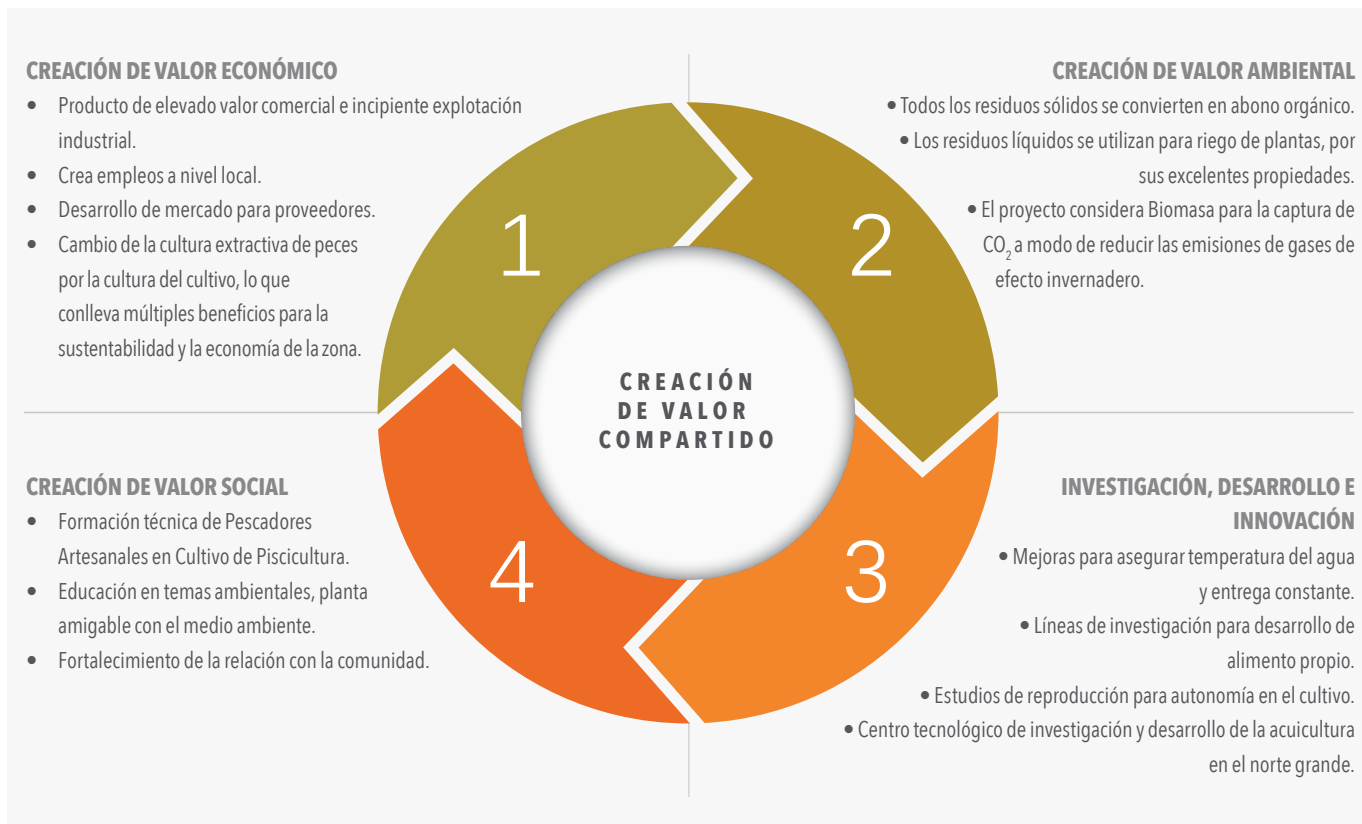 CREACIÓN DE VALOR ECONÓMICO
• Producto de elevado valor comercial e incipiente explotación
industrial.
• Crea empleos a nivel local.
• Desarrollo de mercado para proveedores.
• Cambio de la cultura extractiva de peces
por la cultura del cultivo, lo que
conlleva múltiples beneficios para la
sustentabilidad y la economía de la zona.
1
CREACIÓN DE VALOR AMBIENTAL
• Todos los residuos sólidos se convierten en abono orgánico.
• Los residuos líquidos se utilizan para riego de plantas, por
sus excelentes propiedades.
• El proyecto considera Biomasa para la captura de
CO2 a modo de reducir las emisiones de gases de
efecto invernadero.
2
CREACIÓN
DE VALOR
COMPARTIDO
INVESTIGACIÓN, DESARROLLO E
INNOVACIÓN
• Mejoras para asegurar temperatura del agua
y entrega constante.
• Líneas de investigación para desarrollo de
alimento propio.
• Estudios de reproducción para autonomía en el cultivo.
• Centro tecnológico de investigación y desarrollo de la acuicultura
en el norte grande.
3
CREACIÓN DE VALOR SOCIAL
• Formación técnica de Pescadores
Artesanales en Cultivo de Piscicultura.
• Educación en temas ambientales, planta
amigable con el medio ambiente.
• Fortalecimiento de la relación con la comunidad.
4